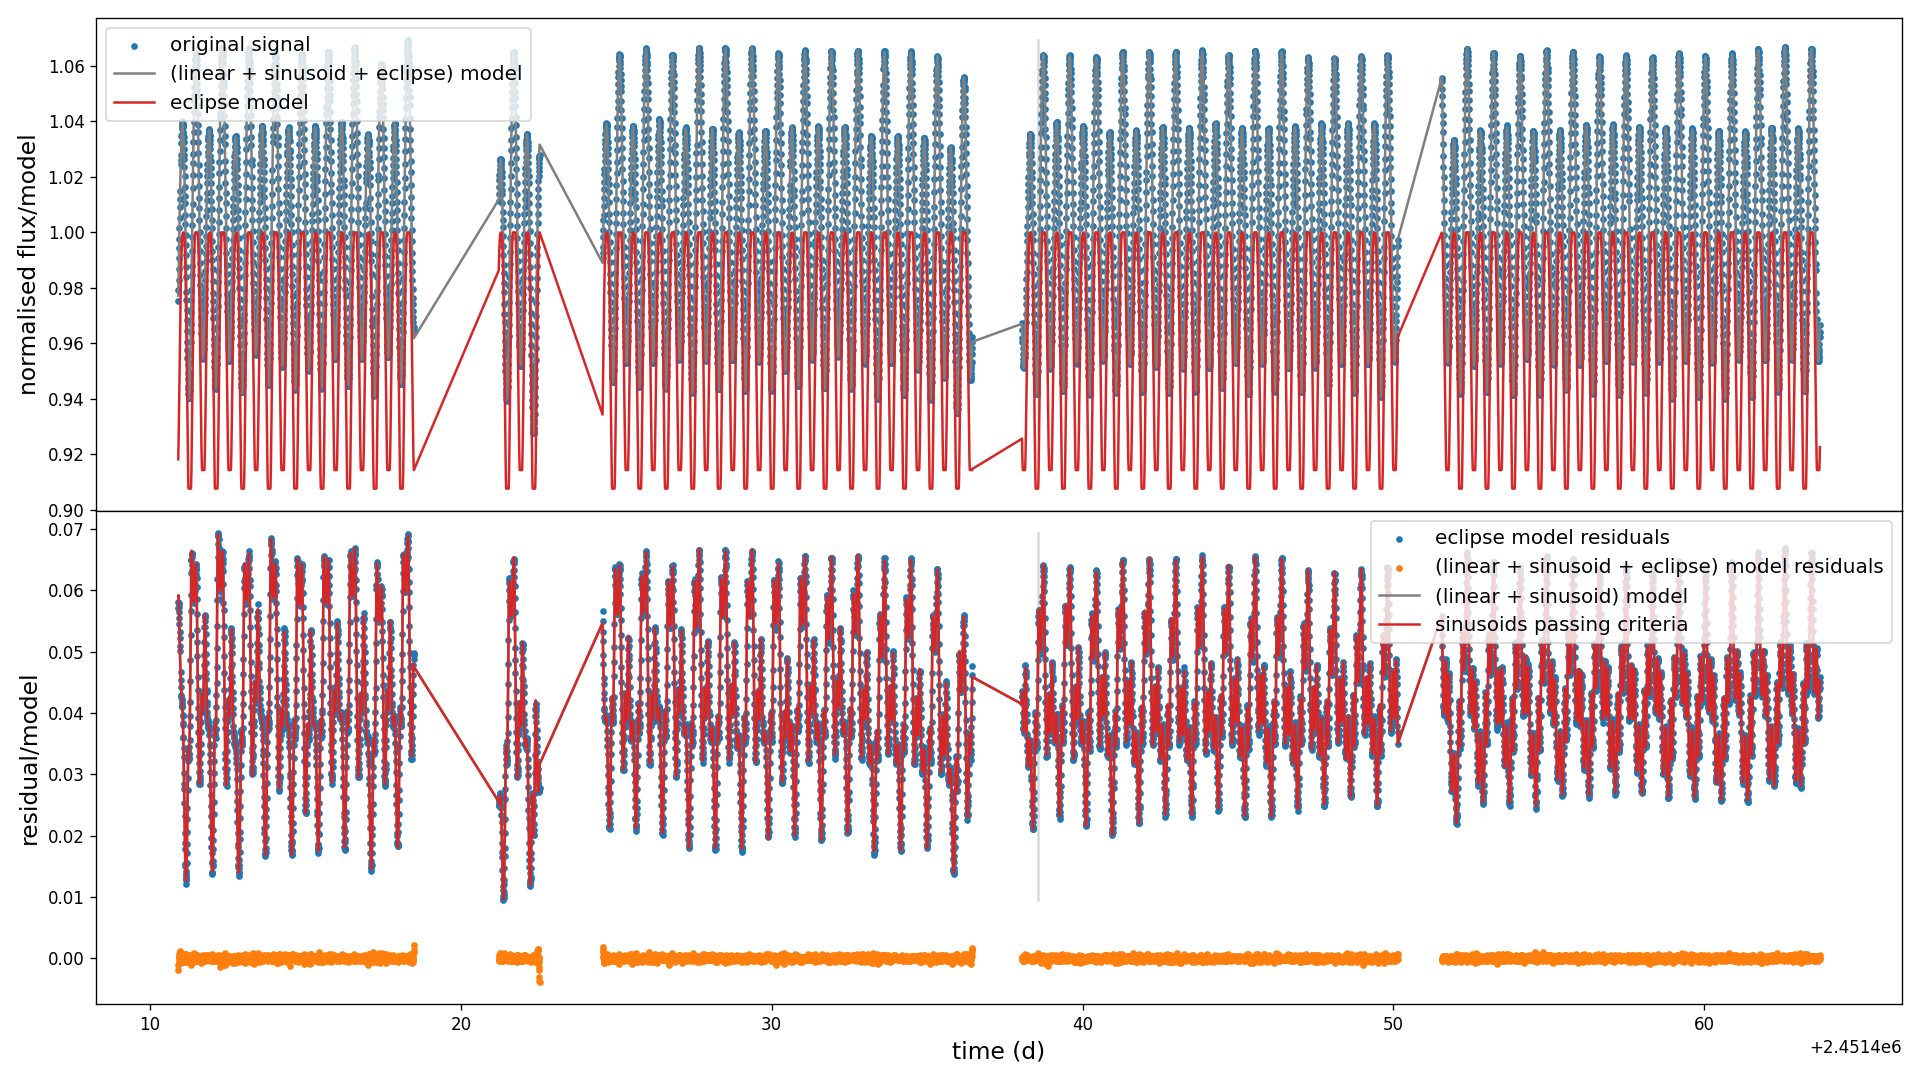 original signal
(linear + sinusoid + eclipse) model
eclipse model
normalised flux/model
1.06
1.04
1.02
1.00
0.98
0.96
0.94
0.92
0.90
eclipse model residuals
(linear + sinusoid + eclipse) model residuals
(linear + sinusoid) model
sinusoids passing criteria
residual/model
0.07
0.06
0.05
0.04
0.03
0.02
0.01
0.00
10
20
30
40
50
60
time (d)
+2.4514e6